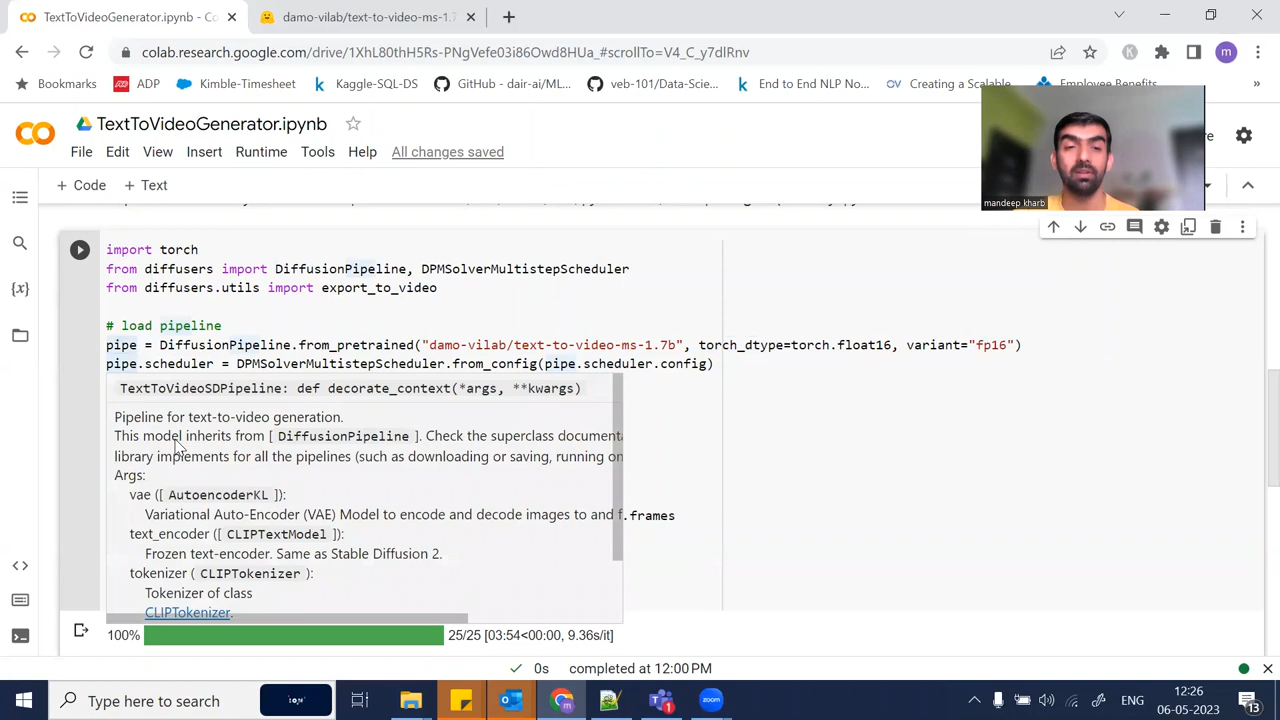 TextToVideoGenerator.ipynb - Co
damo-vilab/text-to-video-ms-1.7
colab.research.google.com/drive/1XhL80thH5Rs-PNgVefe03i86Owd8HUa_#scrollTo=V4_C_y7dlRnv
K
m
Bookmarks
ADP
Kimble-Timesheet
Kaggle-SQL-DS
GitHub - dair-ai/ML...
veb-101/Data-Scie...
End to End NLP No...
Creating a Scalable
Employee Benefits
TextToVideoGenerator.ipynb
File Edit View Insert Runtime Tools Help All changes saved
+ Code + Text
mandeep kharb
import torch
from diffusers import DiffusionPipeline, DPMSolverMultistepScheduler
from diffusers.utils import export_to_video
# load pipeline
pipe = DiffusionPipeline.from_pretrained("damo-vilab/text-to-video-ms-1.7b", torch_dtype=torch.float16, variant="fp16")
pipe.scheduler = DPMSolverMultistepScheduler.from_config(pipe.scheduler.config)
TextToVideoSDPipeline: def decorate_context(*args, **kwargs)
Pipeline for text-to-video generation.
This model inherits from [ DiffusionPipeline ]. Check the superclass documenta
library implements for all the pipelines (such as downloading or saving, running on
Args:
vae ([ AutoencoderKL ]):
Variational Auto-Encoder (VAE) Model to encode and decode images to and f
.frames
text_encoder ([ CLIPTextModel ]):
Frozen text-encoder. Same as Stable Diffusion 2.
tokenizer ( CLIPTokenizer ):
Tokenizer of class
CLIPTokenizer.
100% 25/25 [03:54<00:00, 9.36s/it]
0s completed at 12:00 PM
Type here to search
ENG
12:26
06-05-2023
13